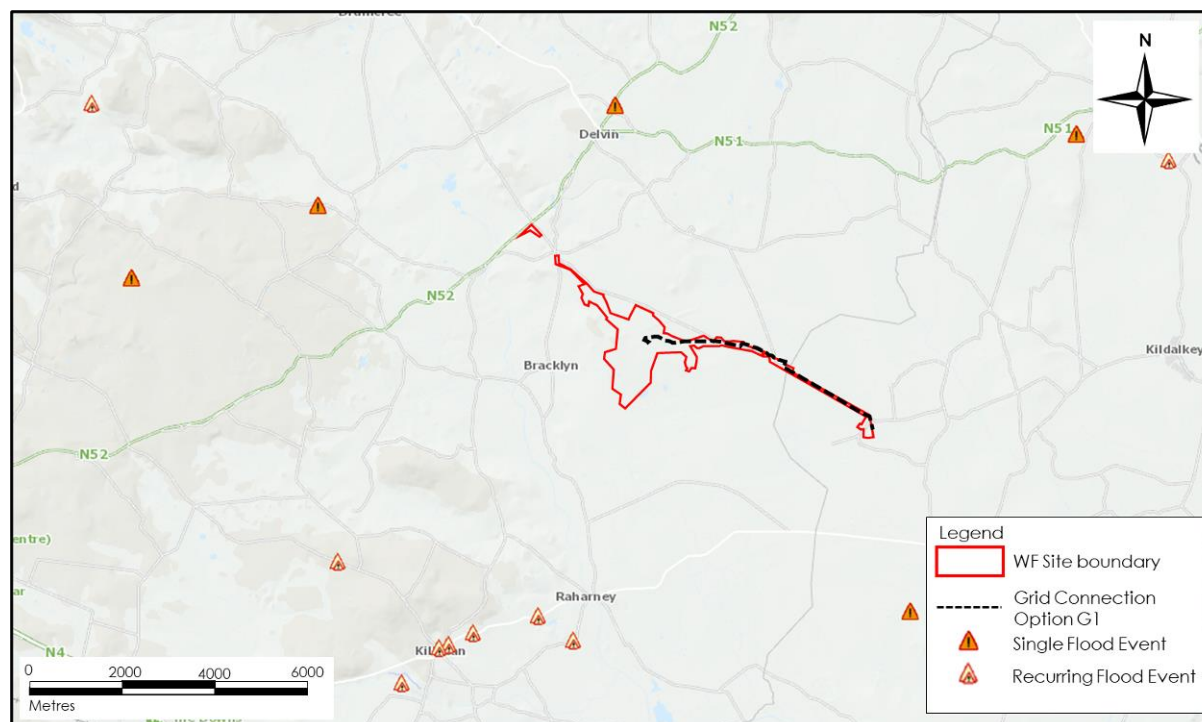 N52
N
Delvin
N51
N51
N52
Bracklyn
Kildalkey
N52
Legend
WF Site boundary
Grid Connection
Option G1
Single Flood Event
Recurring Flood Event
Raharney
N4
0 2000 4000 6000
Metres